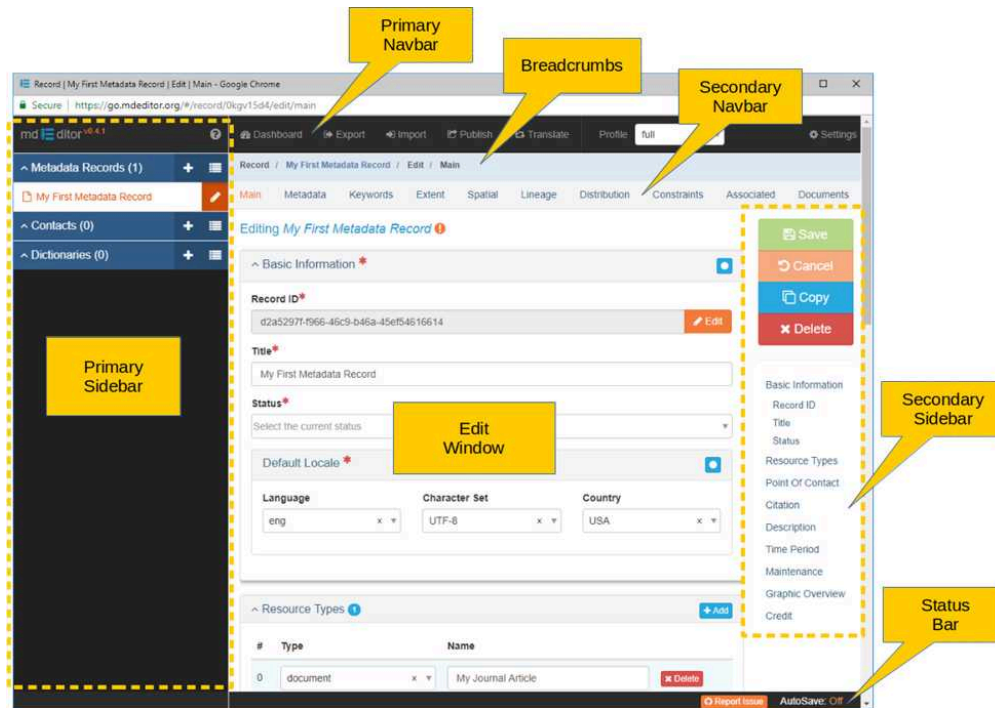 Primary
Navbar
Breadcrumbs
Secondary
Navbar
Record | My First Metadata Record | Edit | Main - Google Chrome
Secure | https://go.mdeditor.org/#/record/0kgv15d4/edit/main
md ditor v0.4.1
Dashboard Export Import Publish Translate Profile full Settings
Metadata Records (1)
Record / My First Metadata Record / Edit / Main
My First Metadata Record
Main Metadata Keywords Extent Spatial Lineage Distribution Constraints Associated Documents
Contacts (0)
Dictionaries (0)
Editing My First Metadata Record
Save
Cancel
Copy
Delete
Basic Information *
Record ID*
d2a5297f-f966-46c9-b46a-45ef54616614
Edit
Title*
My First Metadata Record
Status*
Select the current status
Primary
Sidebar
Edit
Window
Default Locale *
Language Character Set Country
eng x UTF-8 x USA x
Basic Information
Record ID
Title
Status
Resource Types
Point Of Contact
Citation
Description
Time Period
Maintenance
Graphic Overview
Credit
Secondary
Sidebar
Resource Types 1
Add
# Type Name
0 document x My Journal Article Delete
Status
Bar
Report Issue AutoSave: Off